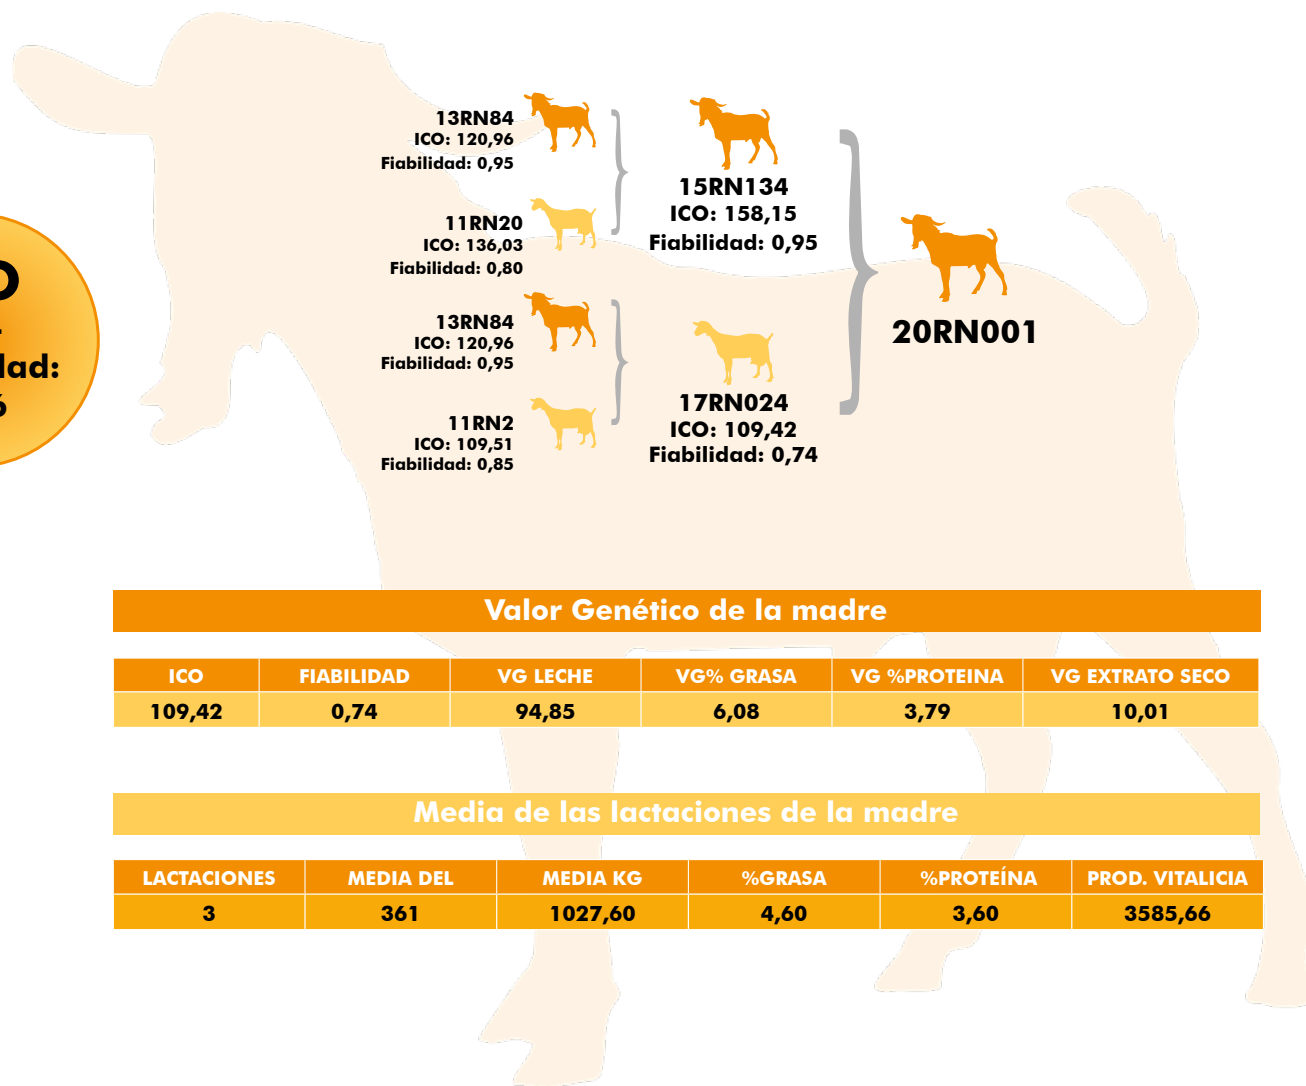 13RN84
ICO: 120,96
Fiabilidad: 0,95
11RN20
ICO: 136,03
Fiabilidad: 0,80
13RN84
ICO: 120,96
Fiabilidad: 0,95
11RN2
ICO: 109,51
Fiabilidad: 0,85
15RN134
ICO: 158,15
Fiabilidad: 0,95
17RN024
ICO: 109,42
Fiabilidad: 0,74
20RN001
Valor Genético de la madre
ICO FIABILIDAD VG LECHE VG% GRASA VG %PROTEINA VG EXTRATO SECO
109,42 0,74 94,85 6,08 3,79 10,01
Media de las lactaciones de la madre
LACTACIONES MEDIA DEL MEDIA KG %GRASA %PROTEÍNA PROD. VITALICIA
3 361 1027,60 4,60 3,60 3585,66